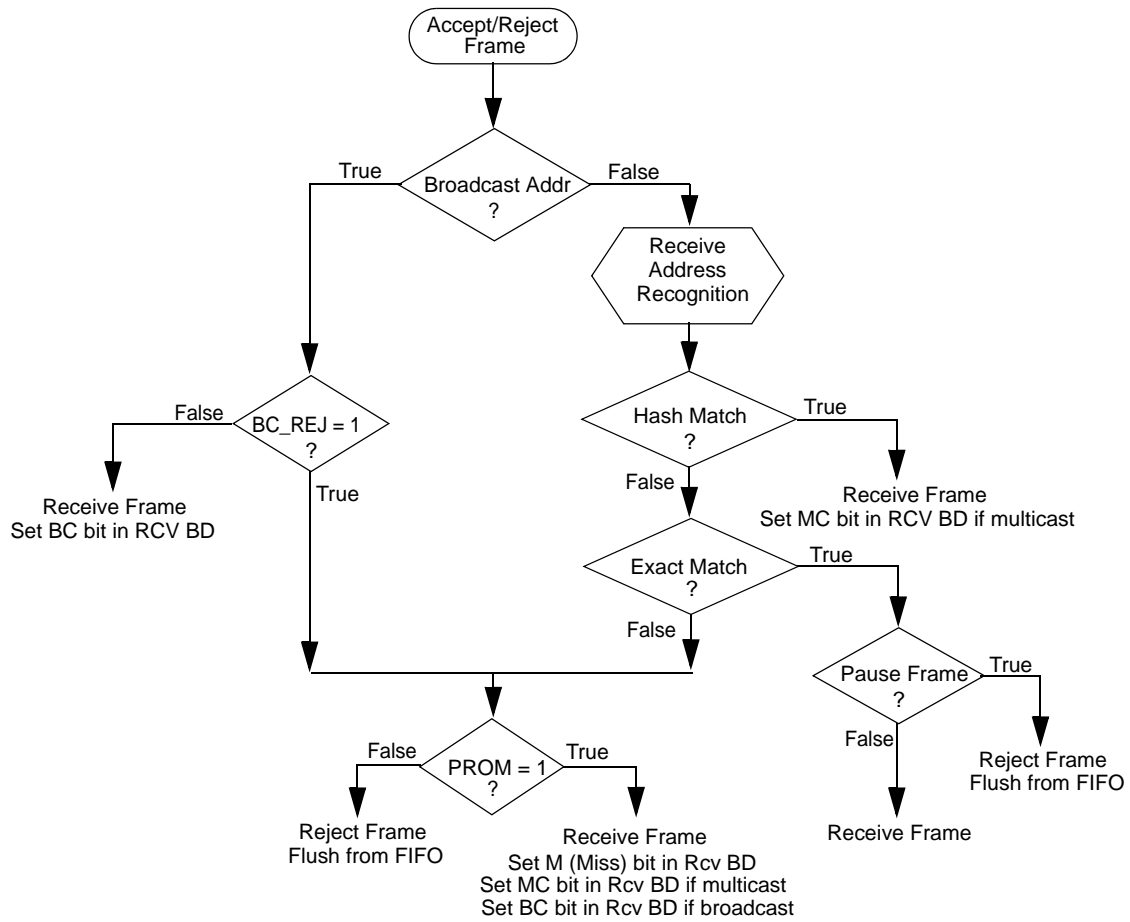 Accept/Reject
Frame
True
False
Broadcast Addr
?
Receive
Address
Recognition
False
BC_REJ = 1
?
True
Hash Match
?
True
False
Receive Frame
Set BC bit in RCV BD
Receive Frame
Set MC bit in RCV BD if multicast
Exact Match
?
True
False
Pause Frame
?
True
False
False
PROM = 1
?
True
Reject Frame
Flush from FIFO
Receive Frame
Reject Frame
Flush from FIFO
Receive Frame
Set M (Miss) bit in Rcv BD
Set MC bit in Rcv BD if multicast
Set BC bit in Rcv BD if broadcast